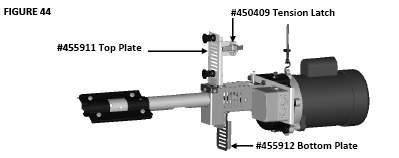 FIGURE 44
#450409 Tension Latch
#455911 Top Plate
#455912 Bottom Plate